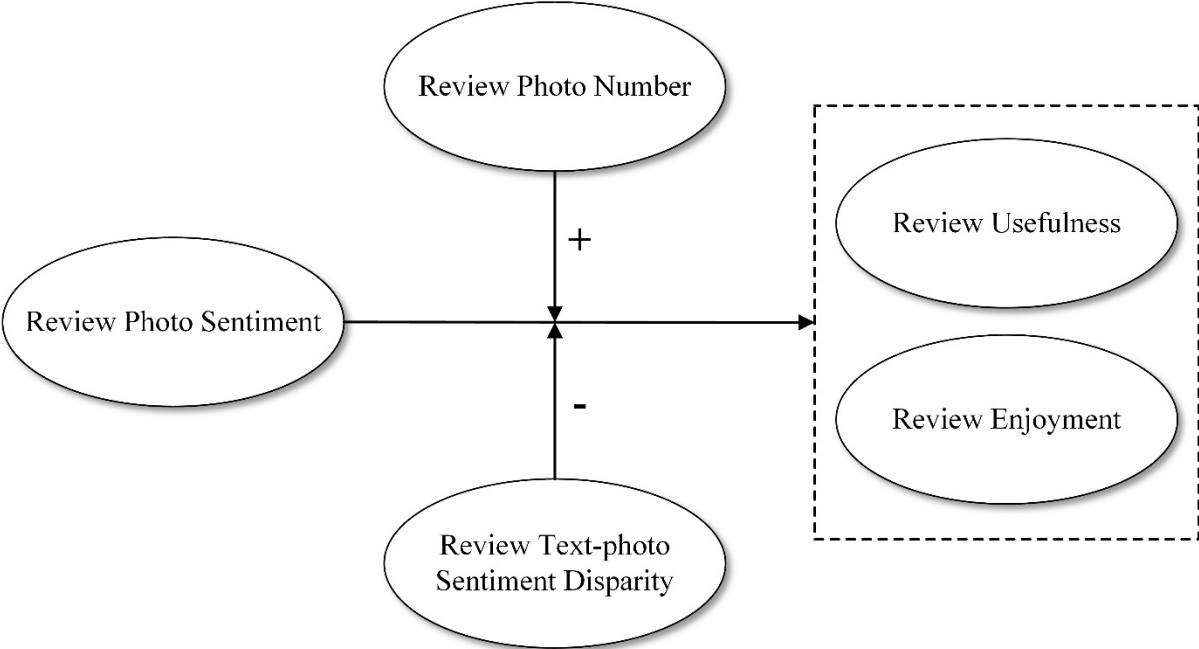 Review Photo Number
+
Review Usefulness
Review Photo Sentiment
-
Review Enjoyment
Review Text-photo
Sentiment Disparity